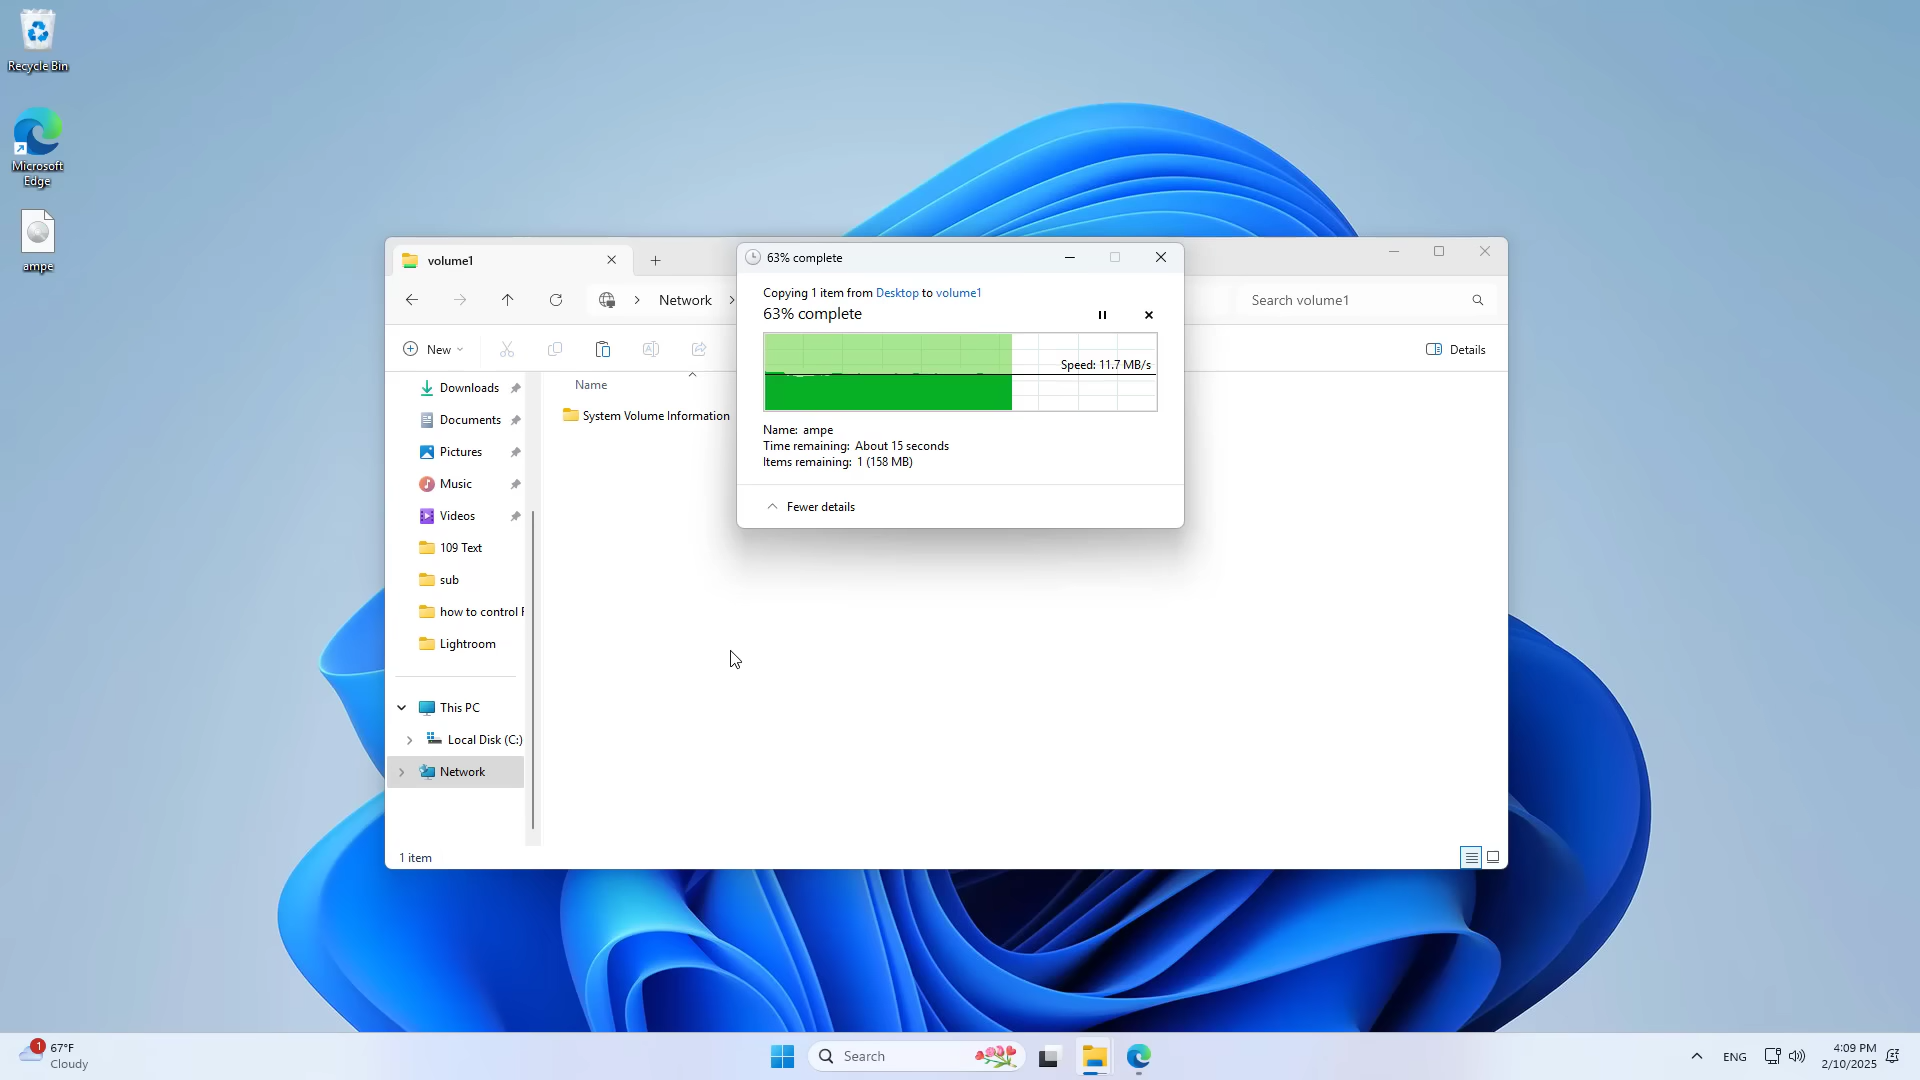 Recycle Bin
Microsoft
Edge
ampe
volume1
Network
Search volume1
New
Details
Downloads
Documents
Pictures
Music
Videos
109 Text
sub
how to control
Lightroom
This PC
Local Disk (C:)
Network
Name
System Volume Information
1 item
63% complete
Copying 1 item from Desktop to volume1
63% complete
Speed: 11.7 MB/s
Name: ampe
Time remaining: About 15 seconds
Items remaining: 1 (158 MB)
Fewer details
1
67°F
Cloudy
Search
ENG
4:09 PM
2/10/2025